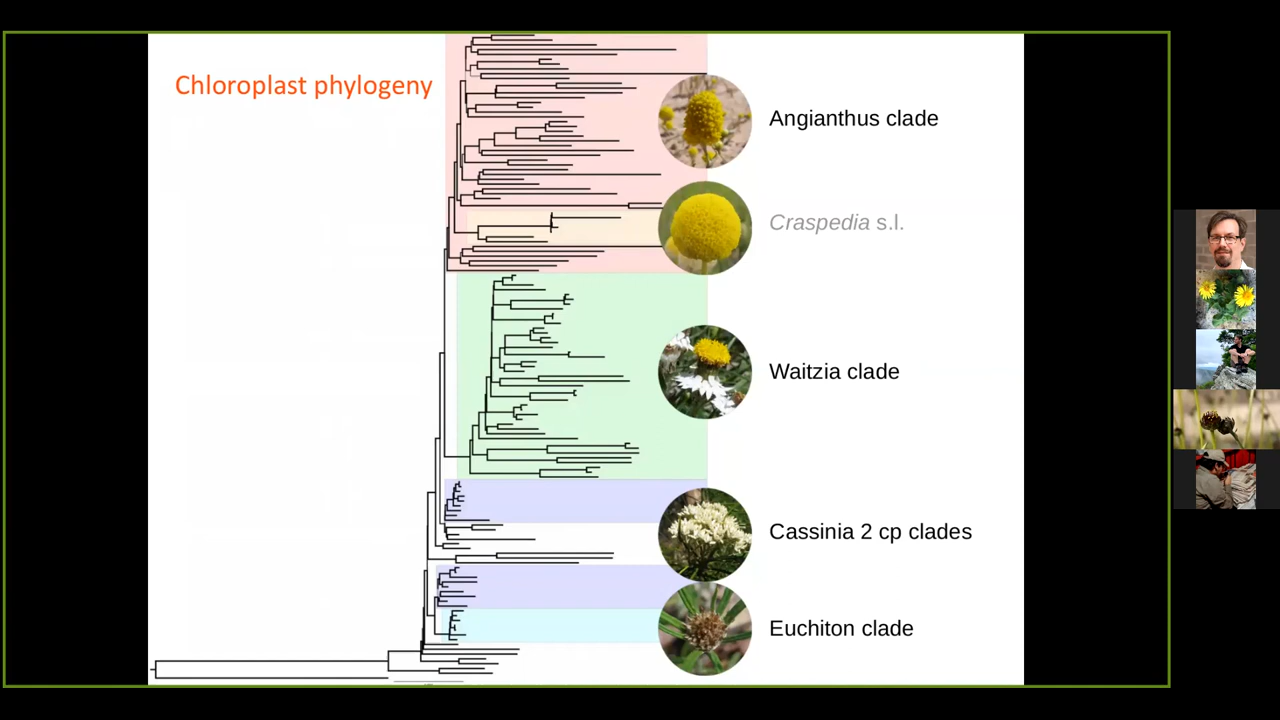 Chloroplast phylogeny
Angianthus clade
Craspedia s.l.
Waitzia clade
Cassinia 2 cp clades
Euchiton clade